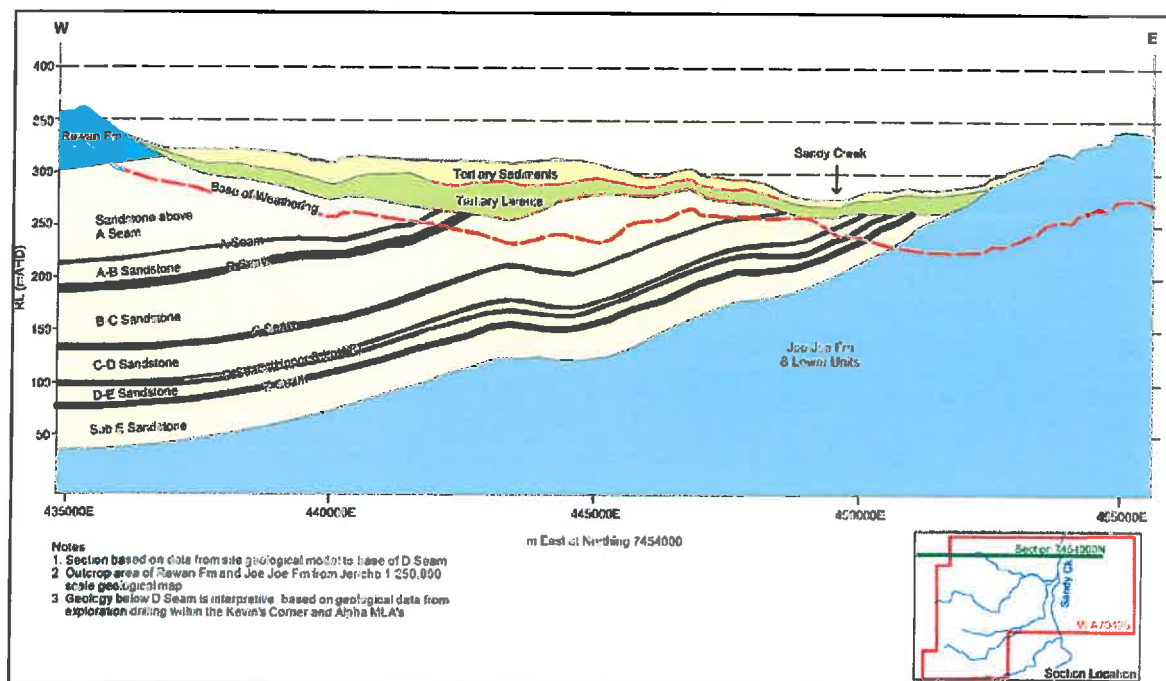 W
E
400
350
300
250
200
150
100
50
RL (mAHD)
Rewan Fm
Sandy Creek
Tertiary Sediments
Base of Weathering
Tertiary Laterite
Sandstone above
A Seam
A-Seam
A-B Sandstone
B-Seam
B-C Sandstone
C-Seam
C-D Sandstone
D-E Sandstone
Sub E Sandstone
Joe Joe Fm
& Lower Units
435000E
440000E
445000E
450000E
455000E
m East at Northing 7454000
Notes
1. Section based on data from site geological model to base of D Seam
2 Outcrop area of Rewan Fm and Joe Joe Fm from Jericho 1 250,000
scale geological map
3 Geology below D Seam is interpretive based on geological data from
exploration drilling within the Kevin's Corner and Alpha MLA's
Section 7454000N
Sandy Ck
Section Location